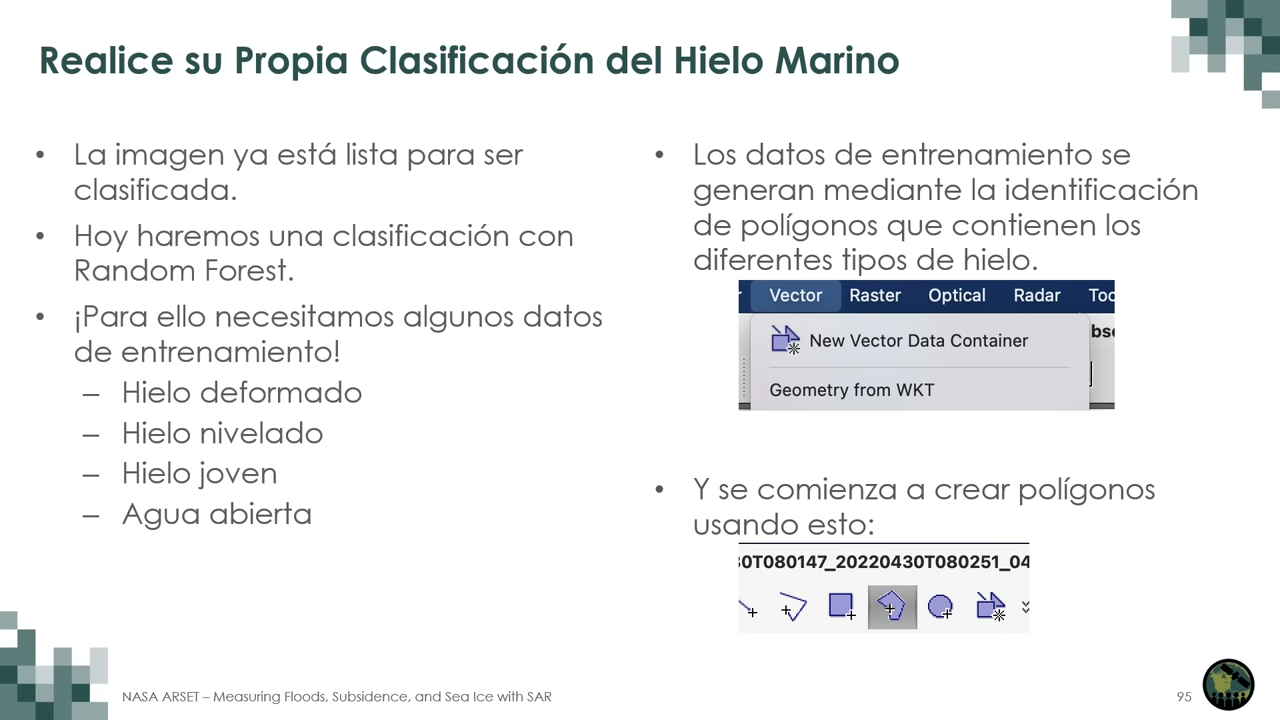 Realice su Propia Clasificación del Hielo Marino
• La imagen ya está lista para ser
clasificada.
• Hoy haremos una clasificación con
Random Forest.
• ¡Para ello necesitamos algunos datos
de entrenamiento!
– Hielo deformado
– Hielo nivelado
– Hielo joven
– Agua abierta
• Los datos de entrenamiento se
generan mediante la identificación
de polígonos que contienen los
diferentes tipos de hielo.
Vector Raster Optical Radar
New Vector Data Container
Geometry from WKT
• Y se comienza a crear polígonos
usando esto:
0T080147_20220430T080251_04
NASA ARSET – Measuring Floods, Subsidence, and Sea Ice with SAR
95